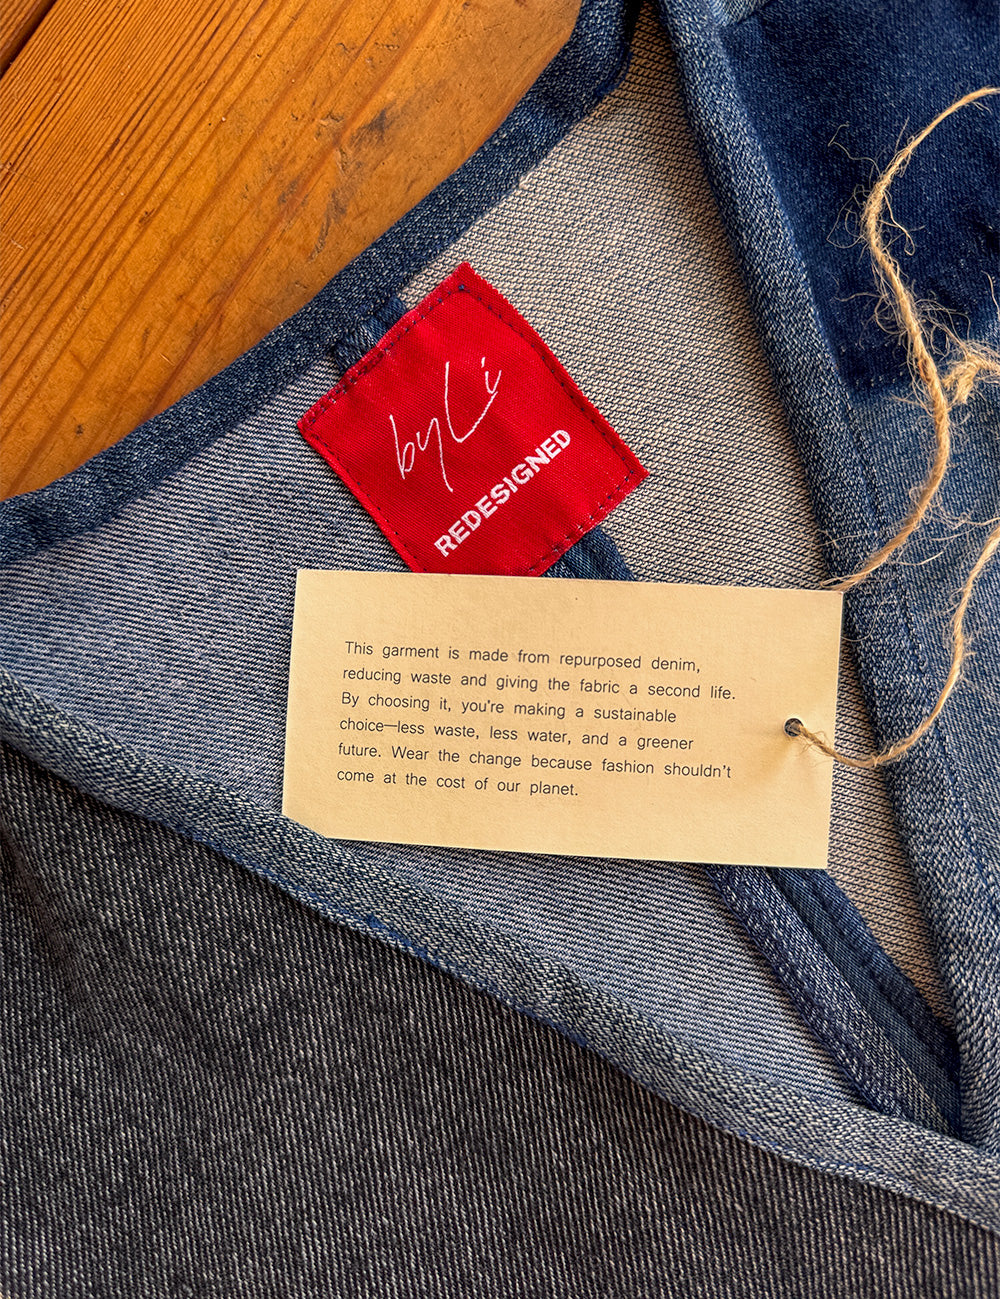 byLi
REDESIGNED
This garment is made from repurposed denim,
reducing waste and giving the fabric a second life.
By choosing it, you're making a sustainable
choice—less waste, less water, and a greener
future. Wear the change because fashion shouldn't
come at the cost of our planet.